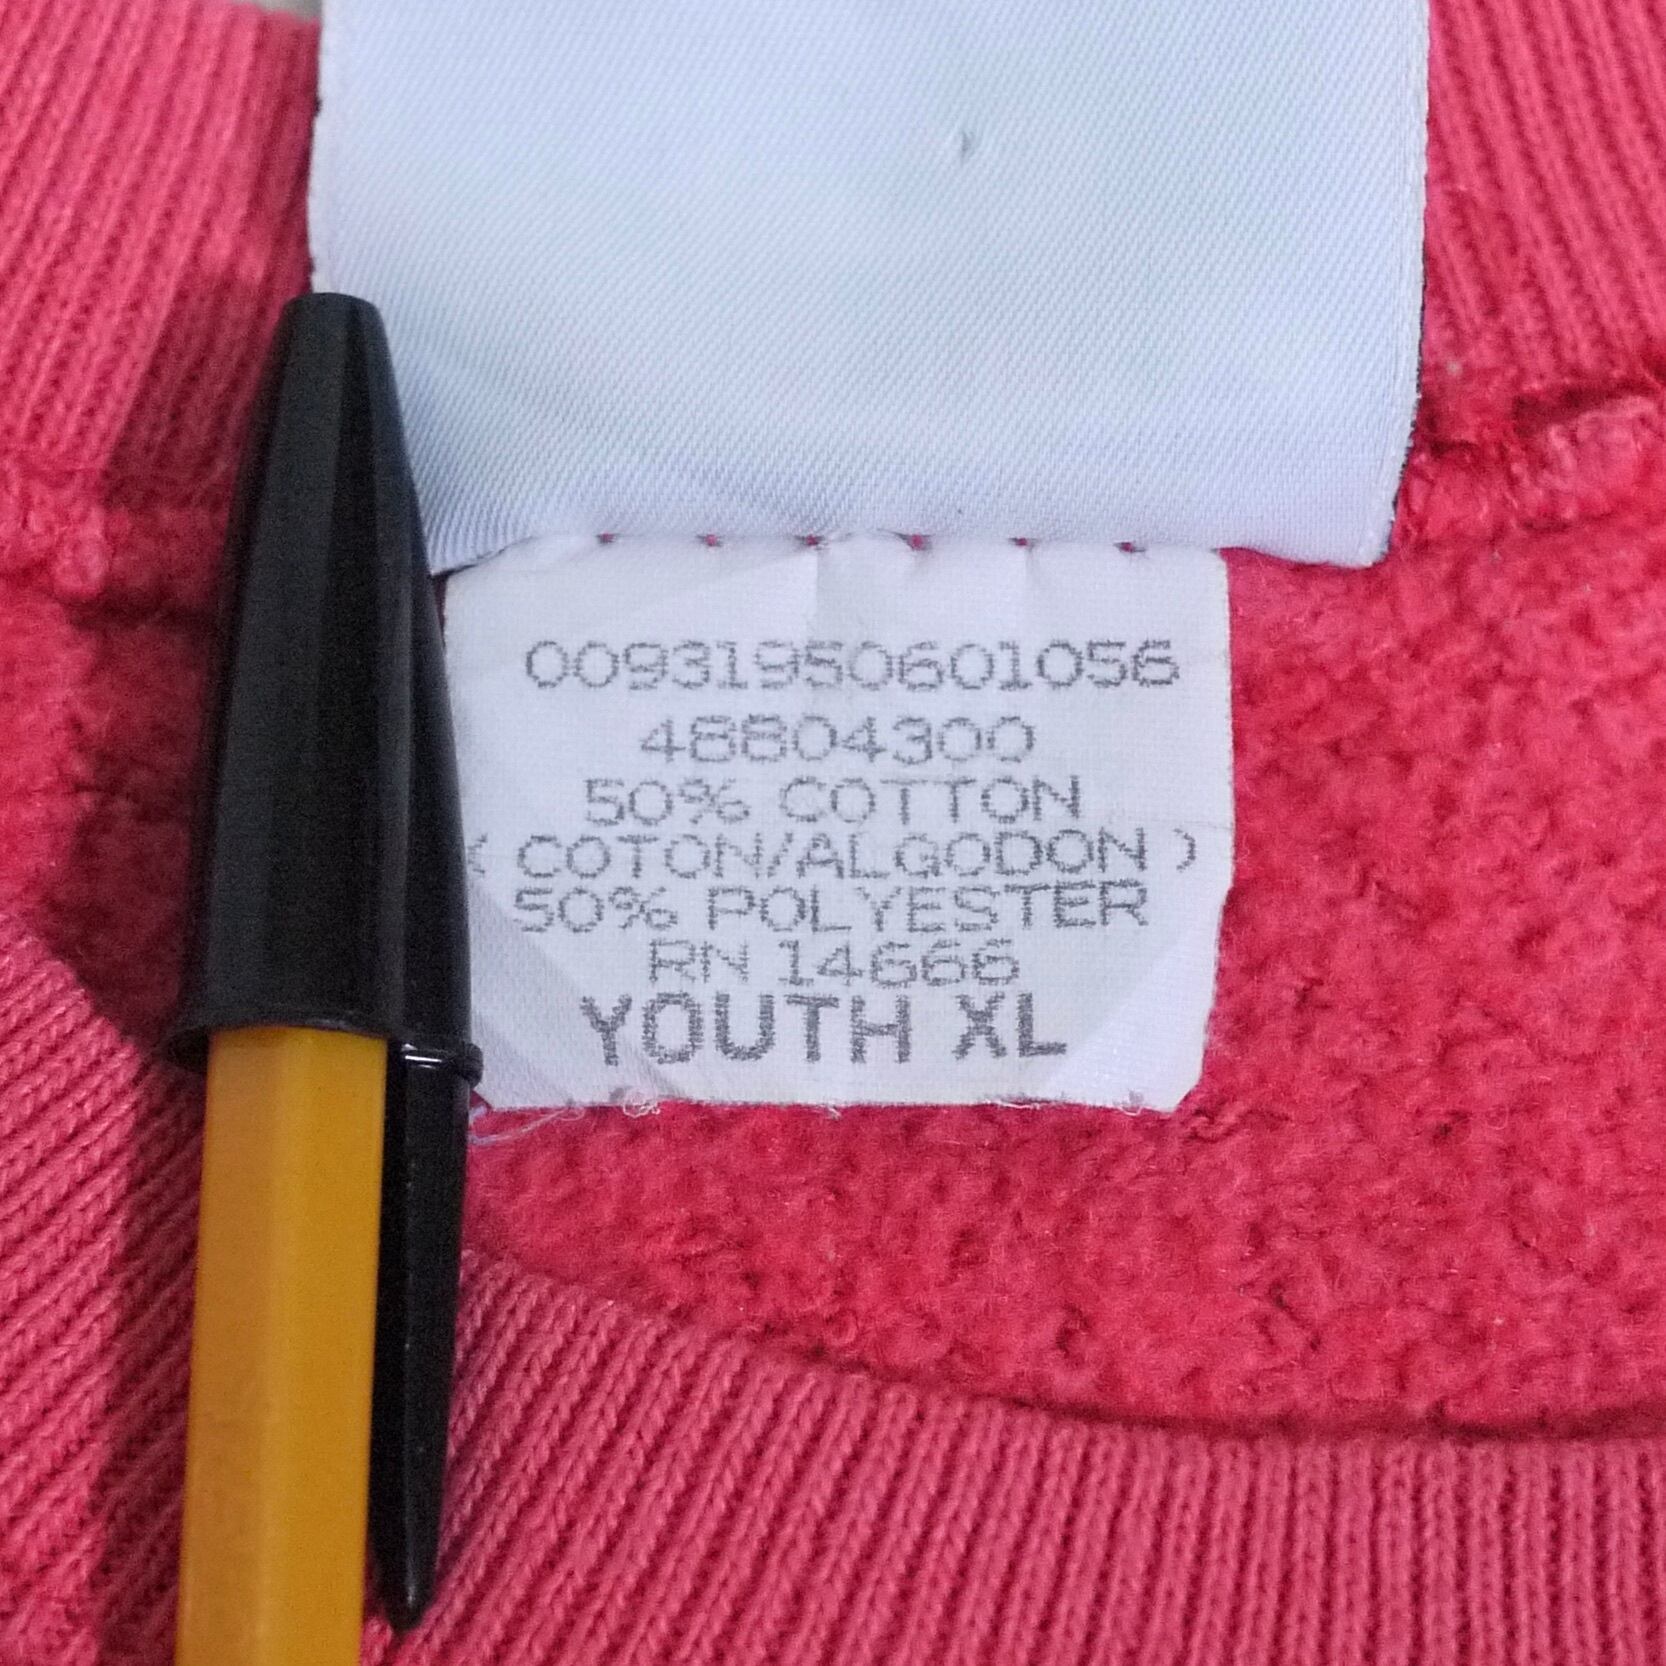 00931950601056
48804300
50% COTTON
( COTON/ALGODON )
50% POLYESTER
RN 14666
YOUTH XL